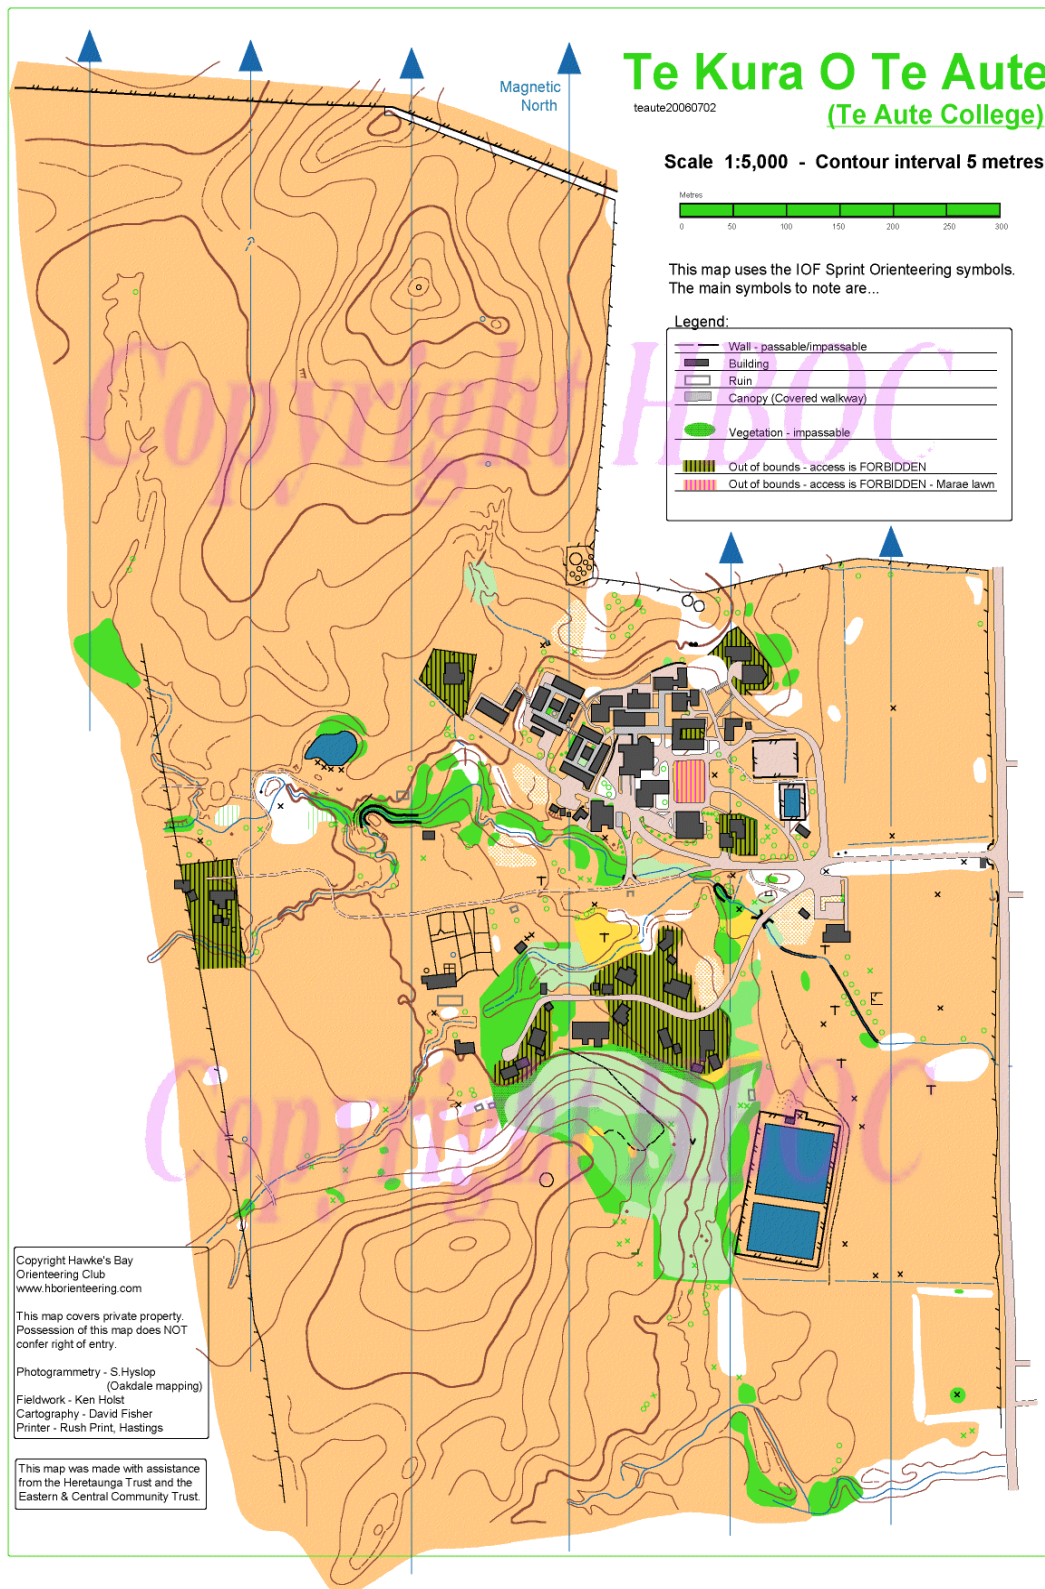 Te Kura O Te Aute
(Te Aute College)
teaute20060702
Magnetic
North
Scale 1:5,000 - Contour interval 5 metres
Metres
0 50 100 150 200 250 300
This map uses the IOF Sprint Orienteering symbols.
The main symbols to note are...
Legend:
Wall - passable/impassable
Building
Ruin
Canopy (Covered walkway)
Vegetation - impassable
Out of bounds - access is FORBIDDEN
Out of bounds - access is FORBIDDEN - Marae lawn
Copyright HBOC
Copyright HBOC
Copyright Hawke's Bay
Orienteering Club
www.hborienteering.com
This map covers private property.
Possession of this map does NOT
confer right of entry.
Photogrammetry - S.Hyslop
(Oakdale mapping)
Fieldwork - Ken Holst
Cartography - David Fisher
Printer - Rush Print, Hastings
This map was made with assistance
from the Heretaunga Trust and the
Eastern & Central Community Trust.